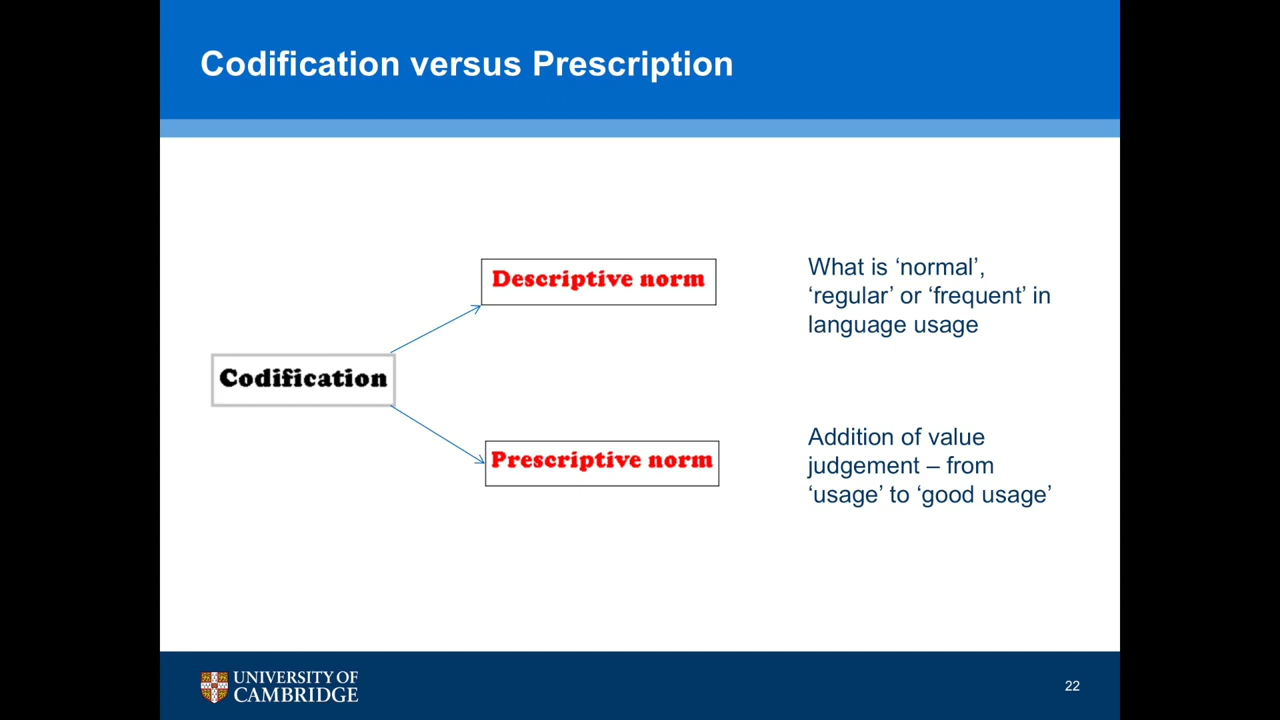 Codification versus Prescription
Descriptive norm
What is ‘normal’,
‘regular’ or ‘frequent’ in
language usage
Codification
Prescriptive norm
Addition of value
judgement – from
‘usage’ to ‘good usage’
UNIVERSITY OF
CAMBRIDGE
22